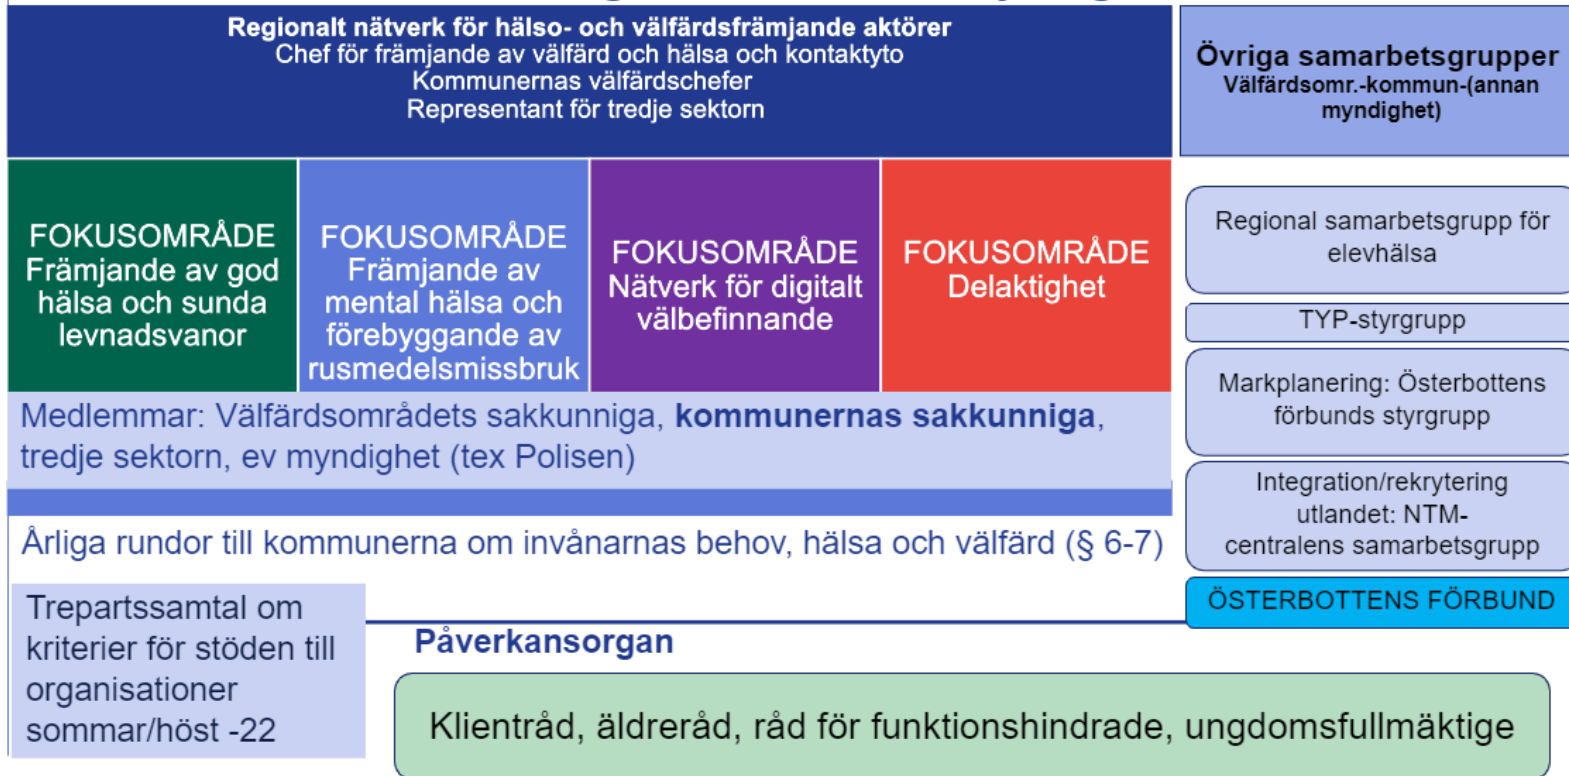 Regionalt nätverk för hälso- och välfärdsfrämjande aktörer
Chef för främjande av välfärd och hälsa och kontaktyto
Kommunernas välfärdschefer
Representant för tredje sektorn
Övriga samarbetsgrupper
Välfärdsomr.-kommun-(annan
myndighet)
FOKUSOMRÅDE
Främjande av god
hälsa och sunda
levnadsvanor
FOKUSOMRÅDE
Främjande av
mental hälsa och
förebyggande av
rusmedelsmissbruk
FOKUSOMRÅDE
Nätverk för digitalt
välbefinnande
FOKUSOMRÅDE
Delaktighet
Regional samarbetsgrupp för
elevhälsa
TYP-styrgrupp
Markplanering: Österbottens
förbunds styrgrupp
Integration/rekrytering
utlandet: NTM-
centralens samarbetsgrupp
ÖSTERBOTTENS FÖRBUND
Medlemmar: Välfärdsområdets sakkunniga, kommunernas sakkunniga,
tredje sektorn, ev myndighet (tex Polisen)
Årliga rundor till kommunerna om invånarnas behov, hälsa och välfärd (§ 6-7)
Trepartssamtal om
kriterier för stöden till
organisationer
sommar/höst -22
Påverkansorgan
Klientråd, äldreråd, råd för funktionshindrade, ungdomsfullmäktige